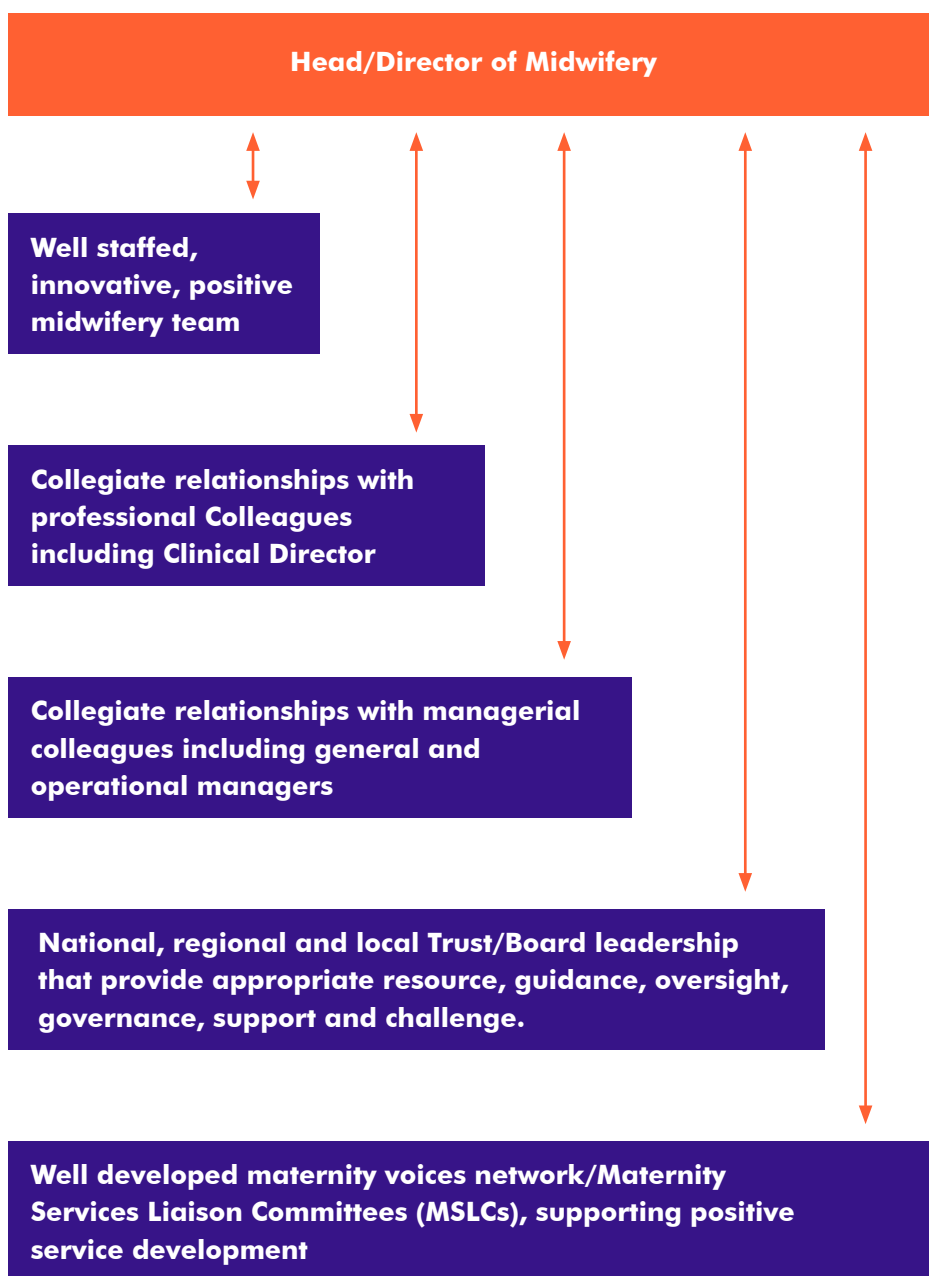 Head/Director of Midwifery
Well staffed,
innovative, positive
midwifery team
Collegiate relationships with
professional Colleagues
including Clinical Director
Collegiate relationships with managerial
colleagues including general and
operational managers
National, regional and local Trust/Board leadership
that provide appropriate resource, guidance, oversight,
governance, support and challenge.
Well developed maternity voices network/Maternity
Services Liaison Committees (MSLCs), supporting positive
service development